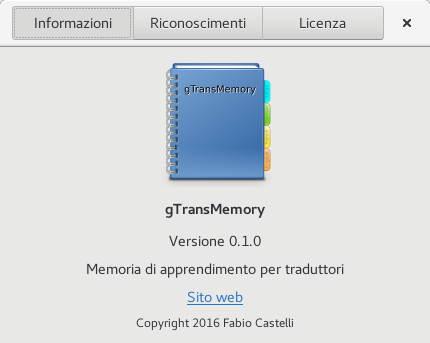 Informazioni Riconoscimenti Licenza
gTransMemory
gTransMemory
Versione 0.1.0
Memoria di apprendimento per traduttori
Sito web
Copyright 2016 Fabio Castelli